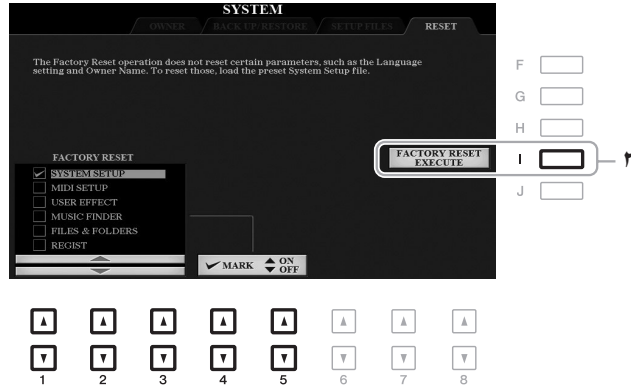 SYSTEM
OWNER BACK UP/RESTORE SETUP FILES RESET
The Factory Reset operation does not reset certain parameters, such as the Language
setting and Owner Name. To reset those, load the preset System Setup file.
F
G
H
FACTORY RESET
EXECUTE
I
۲
J
FACTORY RESET
SYSTEM SETUP
MIDI SETUP
USER EFFECT
MUSIC FINDER
FILES & FOLDERS
REGIST
MARK ON
OFF
1 2 3 4 5 6 7 8